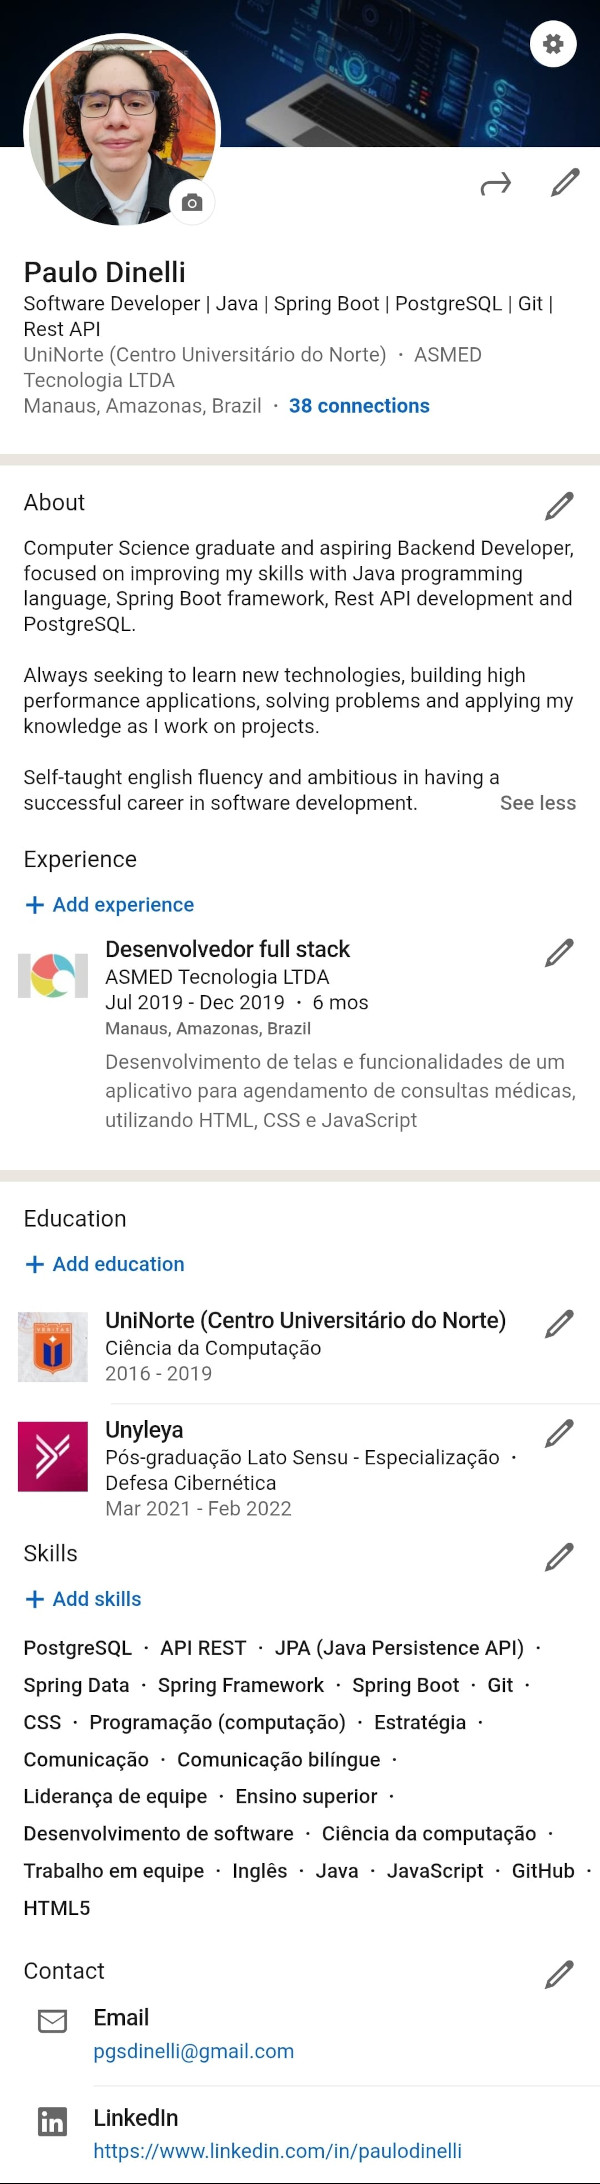 Paulo Dinelli
Software Developer | Java | Spring Boot | PostgreSQL | Git |
Rest API
UniNorte (Centro Universitário do Norte) · ASMED
Tecnologia LTDA
Manaus, Amazonas, Brazil · 38 connections
About
Computer Science graduate and aspiring Backend Developer,
focused on improving my skills with Java programming
language, Spring Boot framework, Rest API development and
PostgreSQL.
Always seeking to learn new technologies, building high
performance applications, solving problems and applying my
knowledge as I work on projects.
Self-taught english fluency and ambitious in having a
successful career in software development. See less
Experience
+ Add experience
Desenvolvedor full stack
ASMED Tecnologia LTDA
Jul 2019 - Dec 2019 · 6 mos
Manaus, Amazonas, Brazil
Desenvolvimento de telas e funcionalidades de um
aplicativo para agendamento de consultas médicas,
utilizando HTML, CSS e JavaScript
Education
+ Add education
VERITAS
UniNorte (Centro Universitário do Norte)
Ciência da Computação
2016 - 2019
Unyleya
Pós-graduação Lato Sensu - Especialização ·
Defesa Cibernética
Mar 2021 - Feb 2022
Skills
+ Add skills
PostgreSQL · API REST · JPA (Java Persistence API) ·
Spring Data · Spring Framework · Spring Boot · Git ·
CSS · Programação (computação) · Estratégia ·
Comunicação · Comunicação bilíngue ·
Liderança de equipe · Ensino superior ·
Desenvolvimento de software · Ciência da computação ·
Trabalho em equipe · Inglês · Java · JavaScript · GitHub ·
HTML5
Contact
Email
pgsdinelli@gmail.com
in
LinkedIn
https://www.linkedin.com/in/paulodinelli